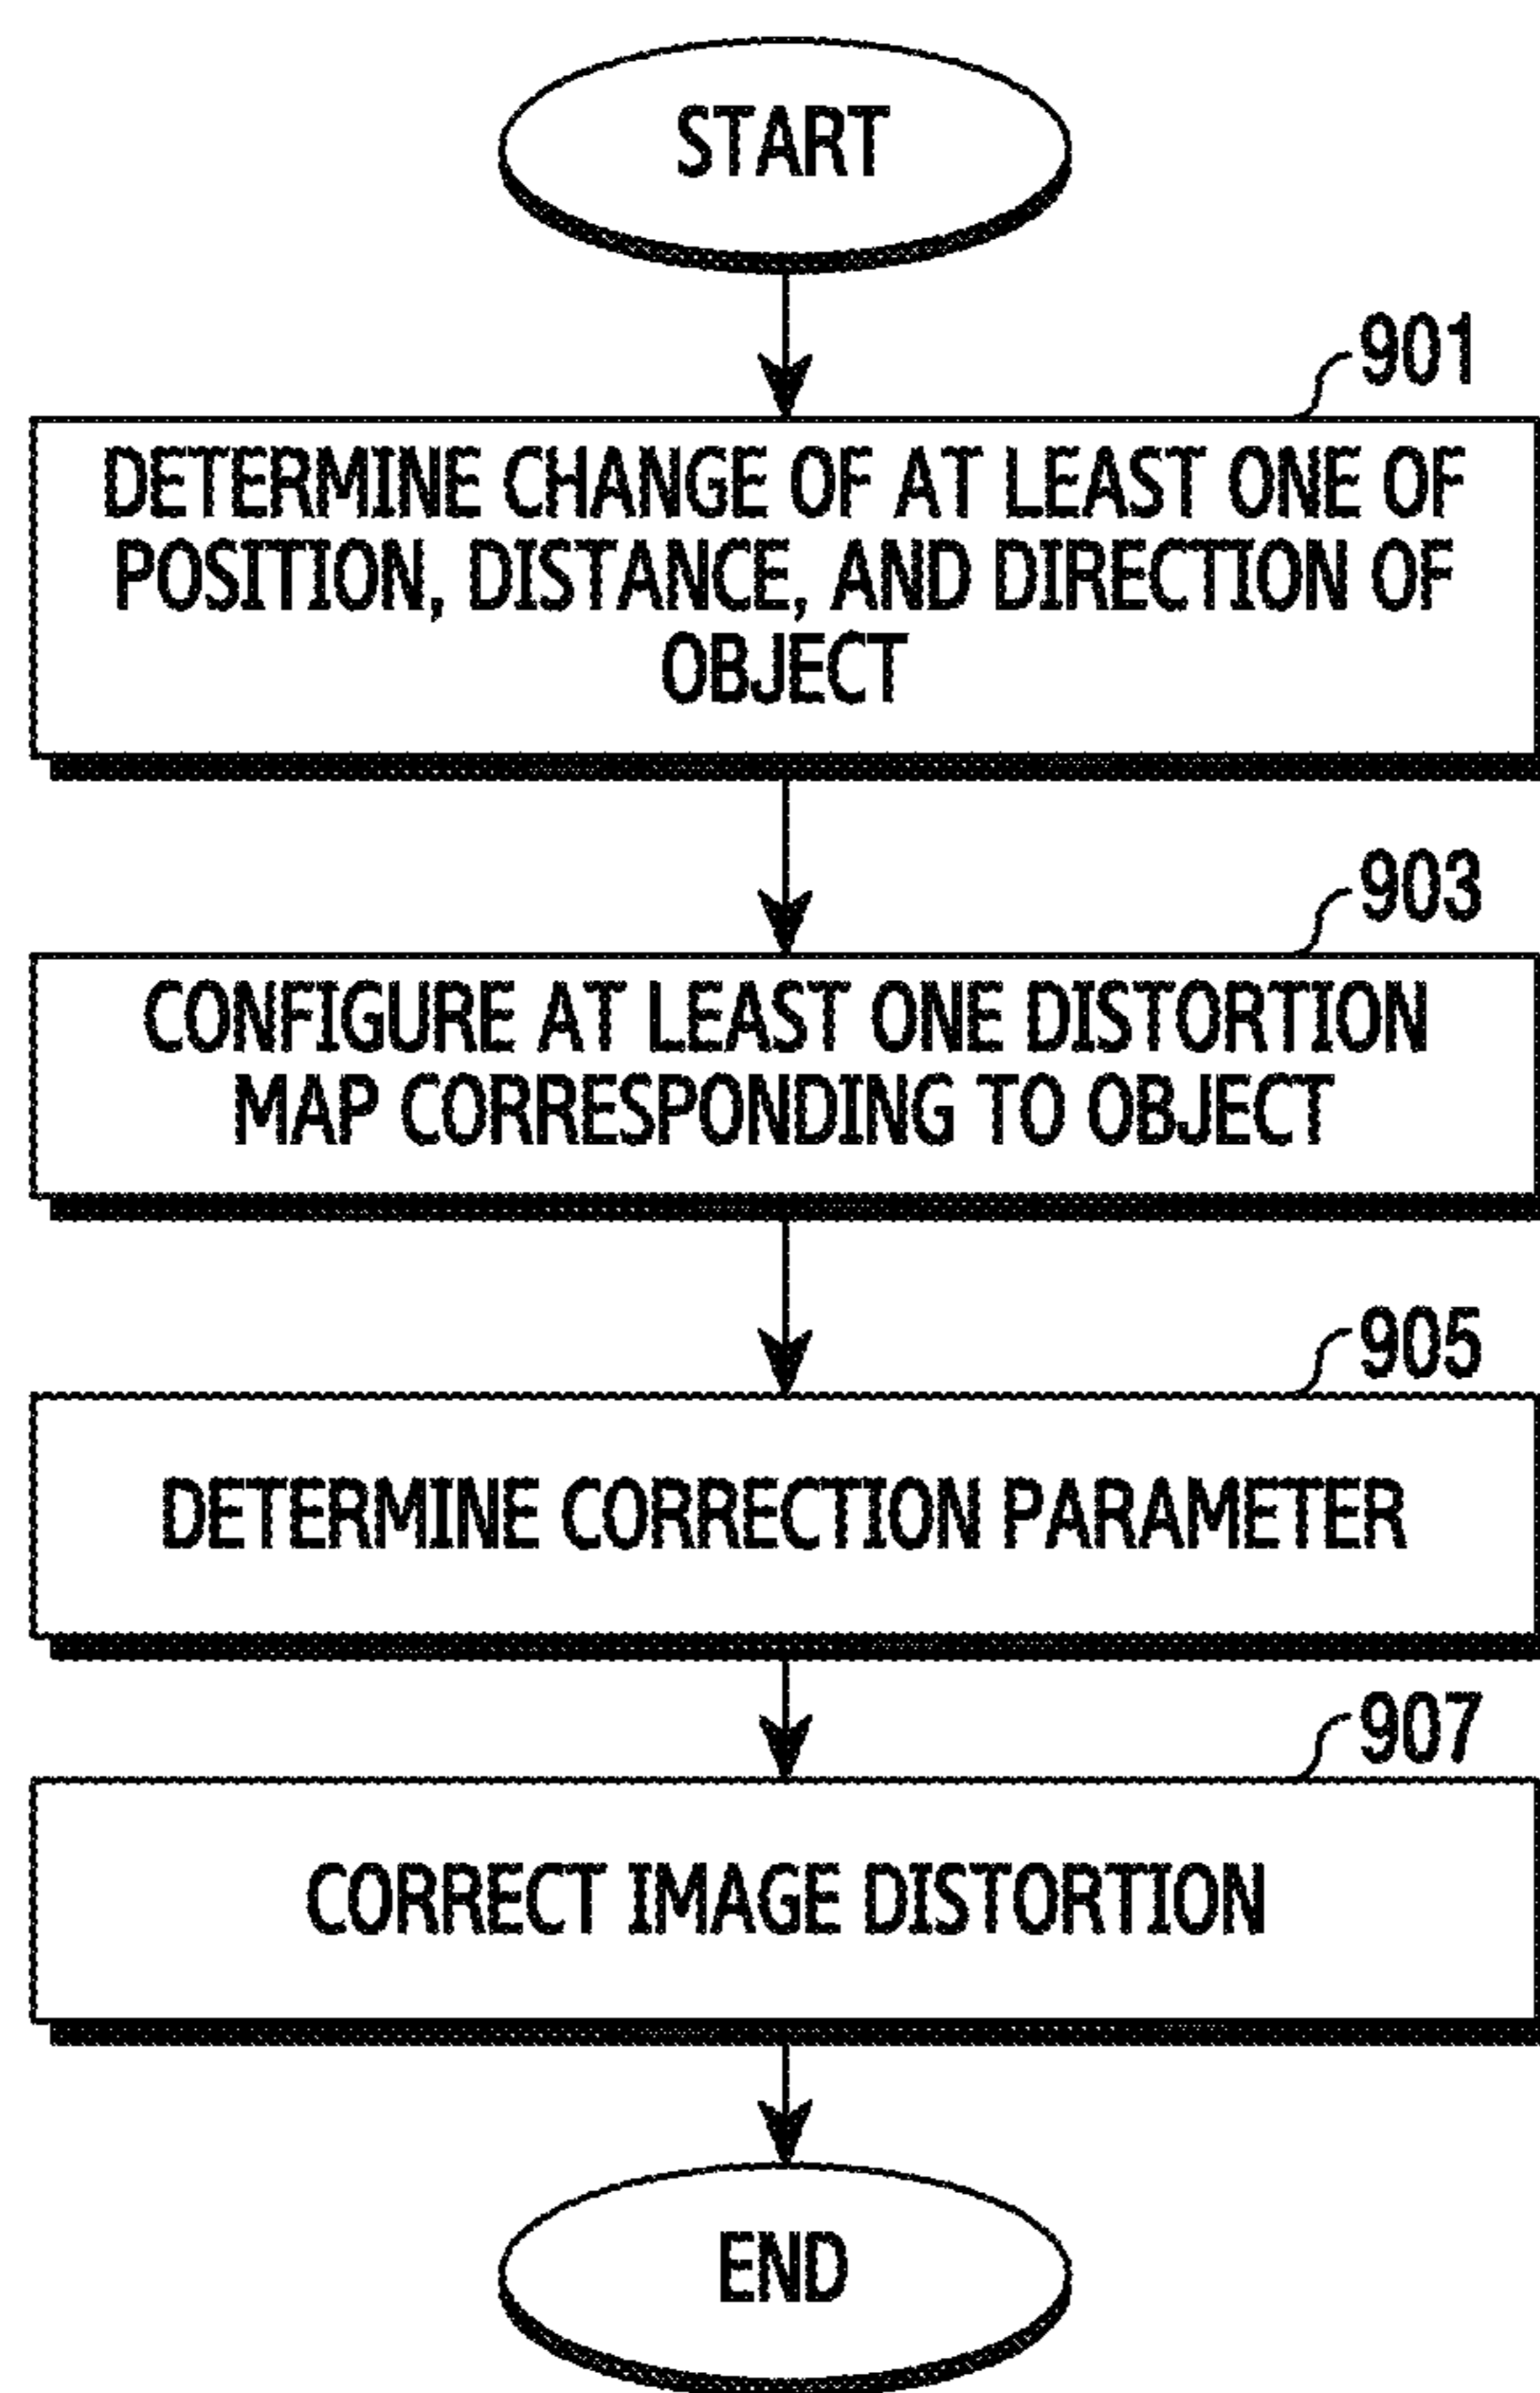 START
901
DETERMINE CHANGE OF AT LEAST ONE OF
POSITION, DISTANCE, AND DIRECTION OF
OBJECT
903
CONFIGURE AT LEAST ONE DISTORTION
MAP CORRESPONDING TO OBJECT
905
DETERMINE CORRECTION PARAMETER
907
CORRECT IMAGE DISTORTION
END